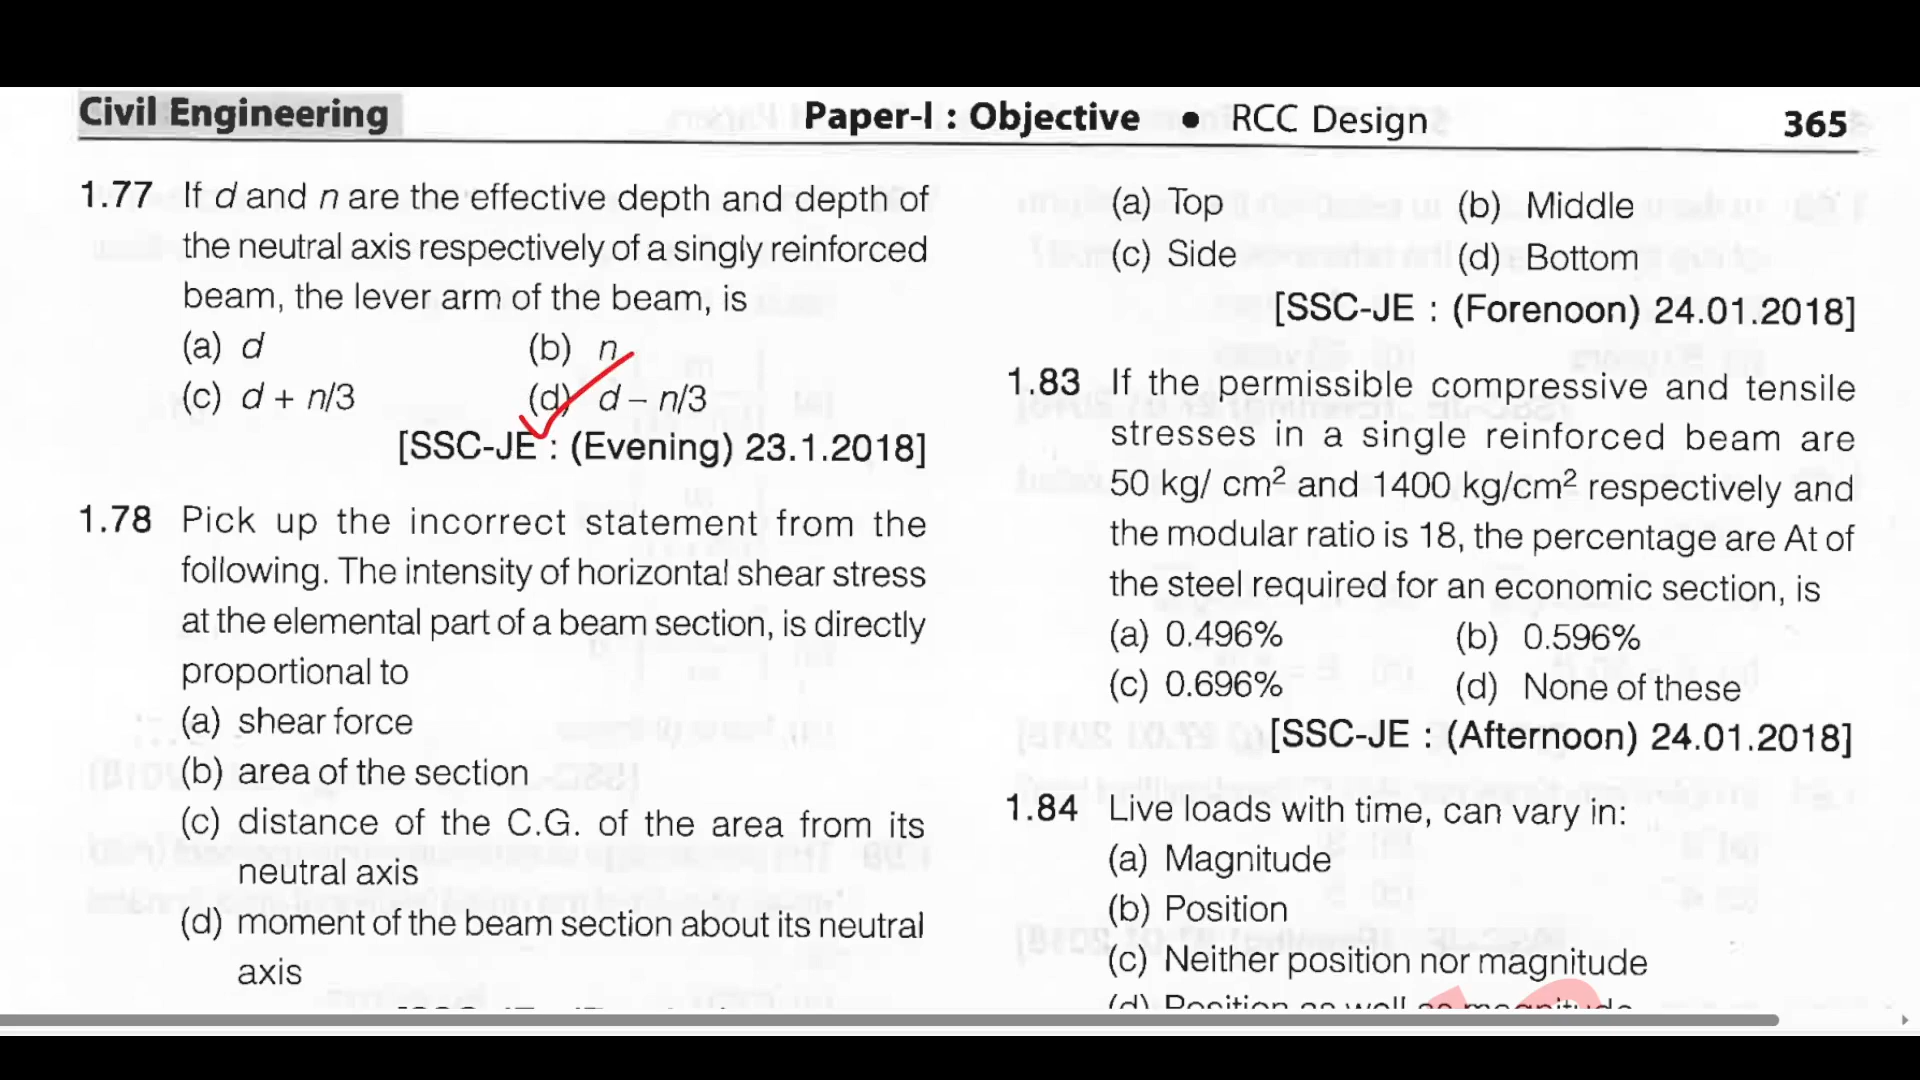 Civil Engineering Paper-I : Objective • RCC Design 365
1.77 If d and n are the effective depth and depth of
the neutral axis respectively of a singly reinforced
beam, the lever arm of the beam, is
(a) d (b) n
(c) d + n/3 (d) d – n/3
[SSC-JE : (Evening) 23.1.2018]
1.78 Pick up the incorrect statement from the
following. The intensity of horizontal shear stress
at the elemental part of a beam section, is directly
proportional to
(a) shear force
(b) area of the section
(c) distance of the C.G. of the area from its
neutral axis
(d) moment of the beam section about its neutral
axis
(a) Top (b) Middle
(c) Side (d) Bottom
[SSC-JE : (Forenoon) 24.01.2018]
1.83 If the permissible compressive and tensile
stresses in a single reinforced beam are
50 kg/ cm² and 1400 kg/cm² respectively and
the modular ratio is 18, the percentage are At of
the steel required for an economic section, is
(a) 0.496% (b) 0.596%
(c) 0.696% (d) None of these
[SSC-JE : (Afternoon) 24.01.2018]
1.84 Live loads with time, can vary in:
(a) Magnitude
(b) Position
(c) Neither position nor magnitude
(d) Position as well as magnitude